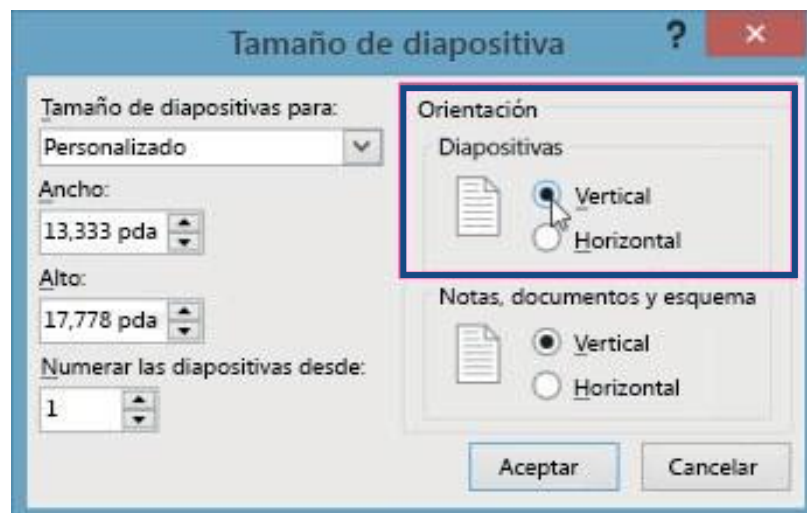 Tamaño de diapositiva
?
Tamaño de diapositivas para:
Personalizado
Ancho:
13,333 pda
Alto:
17,778 pda
Numerar las diapositivas desde:
1
Orientación
Diapositivas
Vertical
Horizontal
Notas, documentos y esquema
Vertical
Horizontal
Aceptar
Cancelar